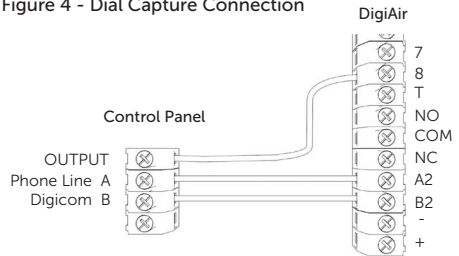 Figure 4 - Dial Capture Connection
DigiAir
7
8
T
NO
COM
NC
A2
B2
-
+
Control Panel
OUTPUT
Phone Line A
Digicom B